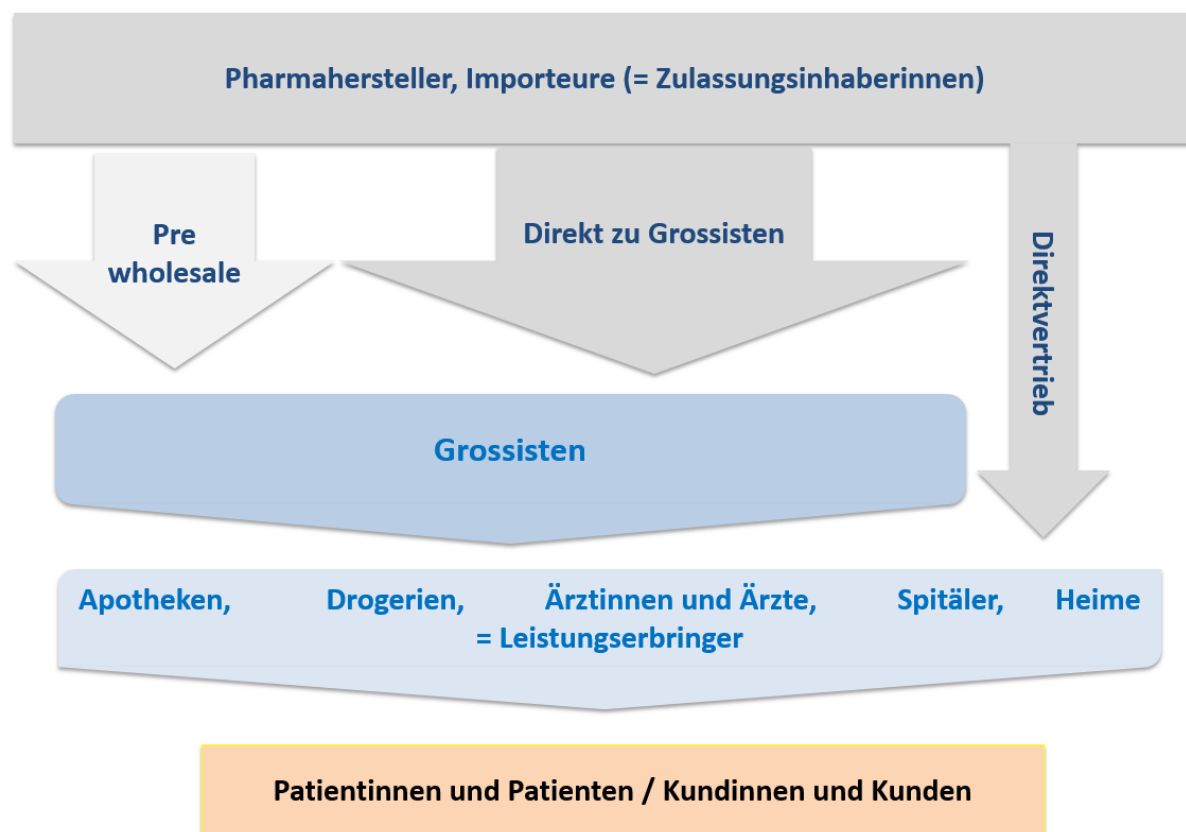 Pharmahersteller, Importeure (= Zulassungsinhaberinnen)
Pre
wholesale
Direkt zu Grossisten
Direktvertrieb
Grossisten
Apotheken, Drogerien, Ärztinnen und Ärzte, Spitäler, Heime
= Leistungserbringer
Patientinnen und Patienten / Kundinnen und Kunden